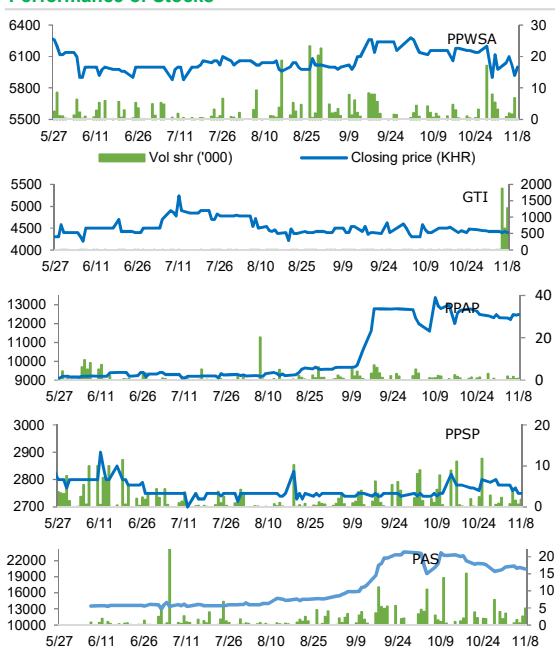 Performance of Stocks
6400 30
PPWSA
6100 20
5800 10
5500 0
5/27 6/11 6/26 7/11 7/26 8/10 8/25 9/9 9/24 10/9 10/24 11/8
Vol shr ('000) Closing price (KHR)
5500 2000
GTI
5000 1500
4500 1000
500
4000 0
5/27 6/11 6/26 7/11 7/26 8/10 8/25 9/9 9/24 10/9 10/24 11/8
13000 40
PPAP
12000
11000 20
10000
9000 0
5/27 6/11 6/26 7/11 7/26 8/10 8/25 9/9 9/24 10/9 10/24 11/8
3000 20
PPSP
2900
2800 10
2700 0
5/27 6/11 6/26 7/11 7/26 8/10 8/25 9/9 9/24 10/9 10/24 11/8
22000 20
PAS
19000 15
16000 10
13000 5
10000 0
5/27 6/11 6/26 7/11 7/26 8/10 8/25 9/9 9/24 10/9 10/24 11/8